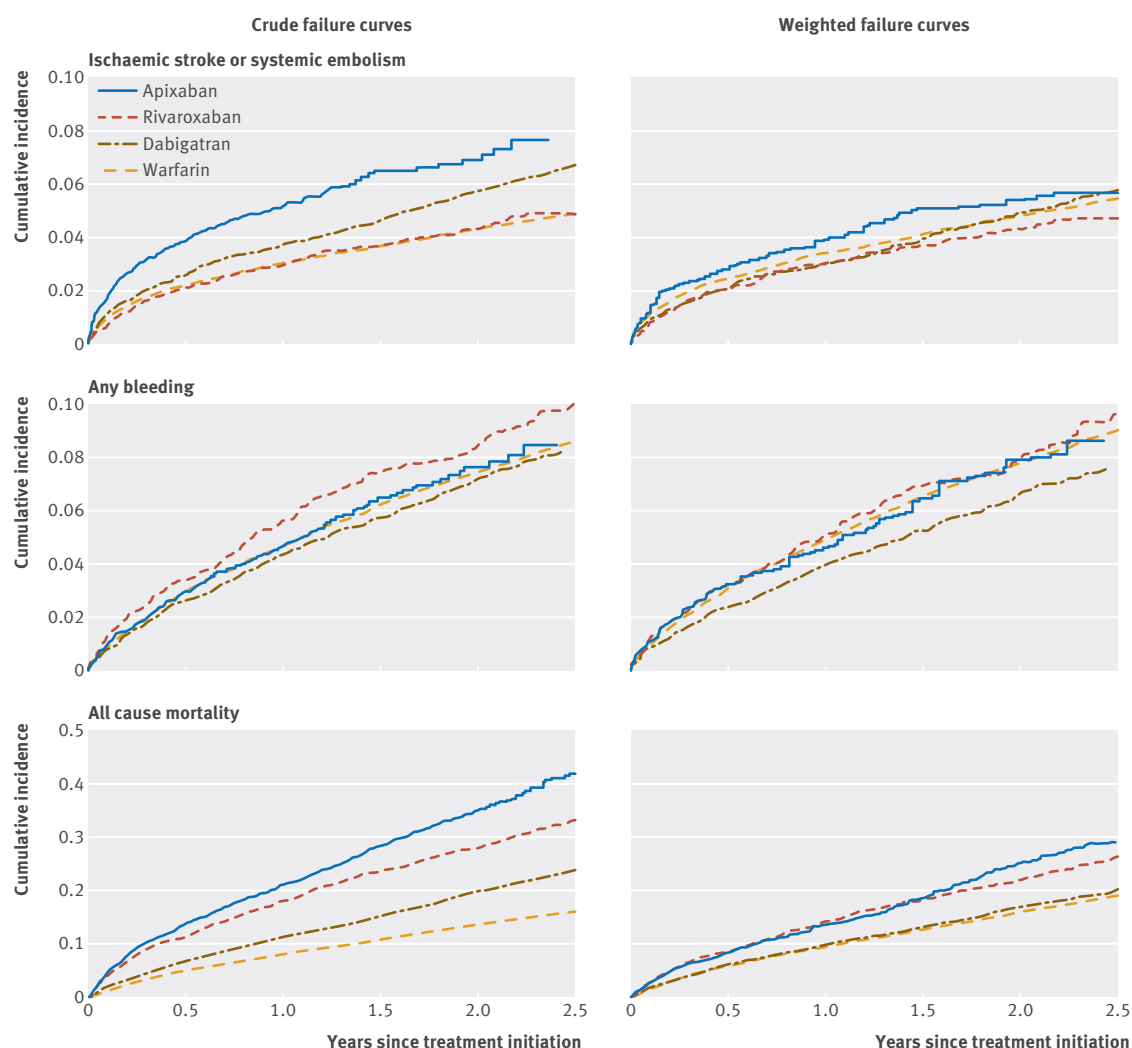 Crude failure curves
Weighted failure curves
Ischaemic stroke or systemic embolism
Cumulative incidence
0.10
0.08
0.06
0.04
0.02
0
Apixaban
Rivaroxaban
Dabigatran
Warfarin
Any bleeding
Cumulative incidence
0.10
0.08
0.06
0.04
0.02
0
All cause mortality
Cumulative incidence
0.5
0.4
0.3
0.2
0.1
0
0 0.5 1.0 1.5 2.0 2.5
Years since treatment initiation
0 0.5 1.0 1.5 2.0 2.5
Years since treatment initiation